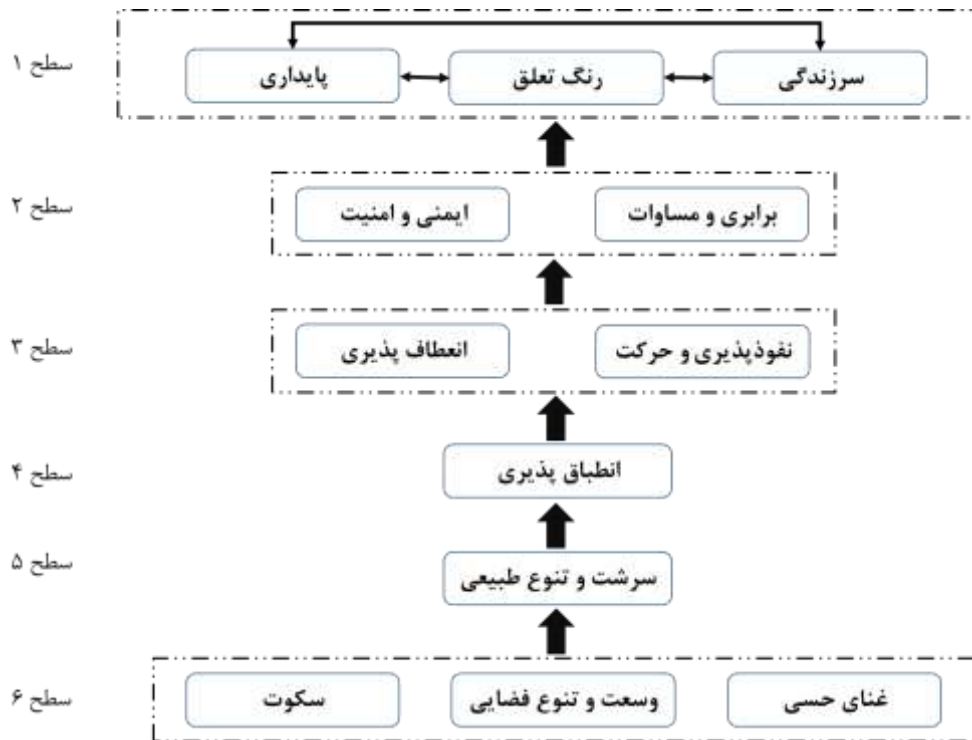 سطح ۱
سرزندگی
رنگ تعلق
پایداری
سطح ۲
برابری و مساوات
ایمنی و امنیت
سطح ۳
نفوذپذیری و حرکت
انعطاف پذیری
سطح ۴
انطباق پذیری
سطح ۵
سرشت و تنوع طبیعی
سطح ۶
غنای حسی
وسعت و تنوع فضایی
سکوت